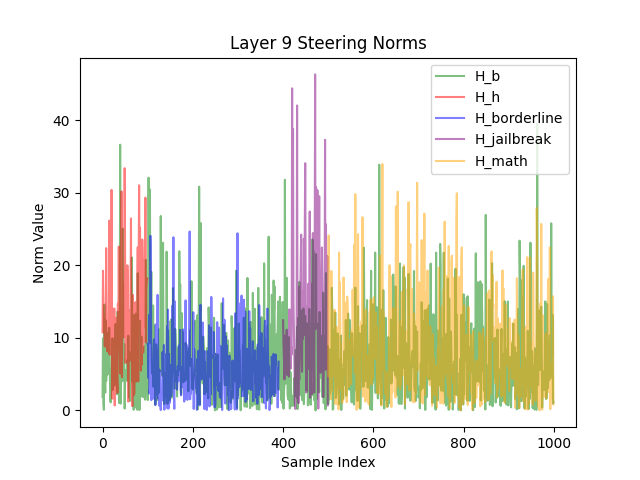 Layer 9 Steering Norms
H_b
H_h
H_borderline
H_jailbreak
H_math
Norm Value
40
30
20
10
0
0 200 400 600 800 1000
Sample Index